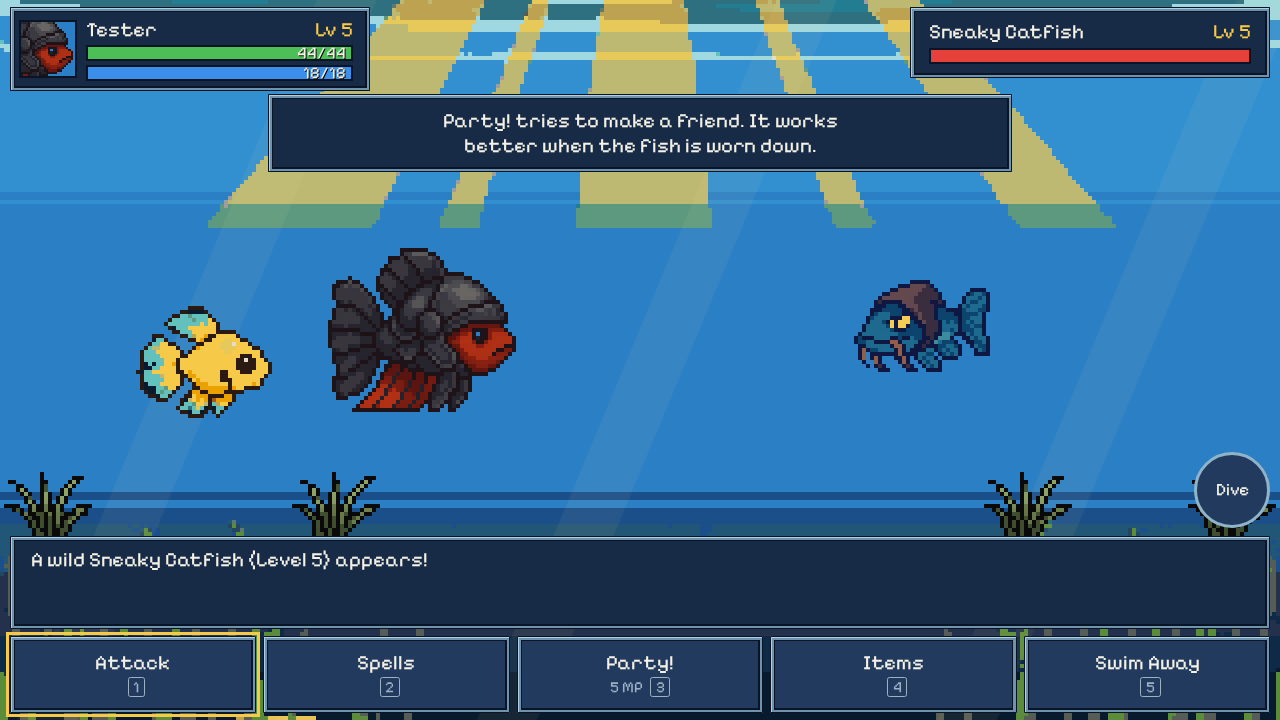 Tester Lv 5
44/44
18/18
Sneaky Catfish Lv 5
Party! tries to make a friend. It works
better when the fish is worn down.
Dive
A wild Sneaky Catfish (Level 5) appears!
Attack
1
Spells
2
Party!
5 MP 3
Items
4
Swim Away
5